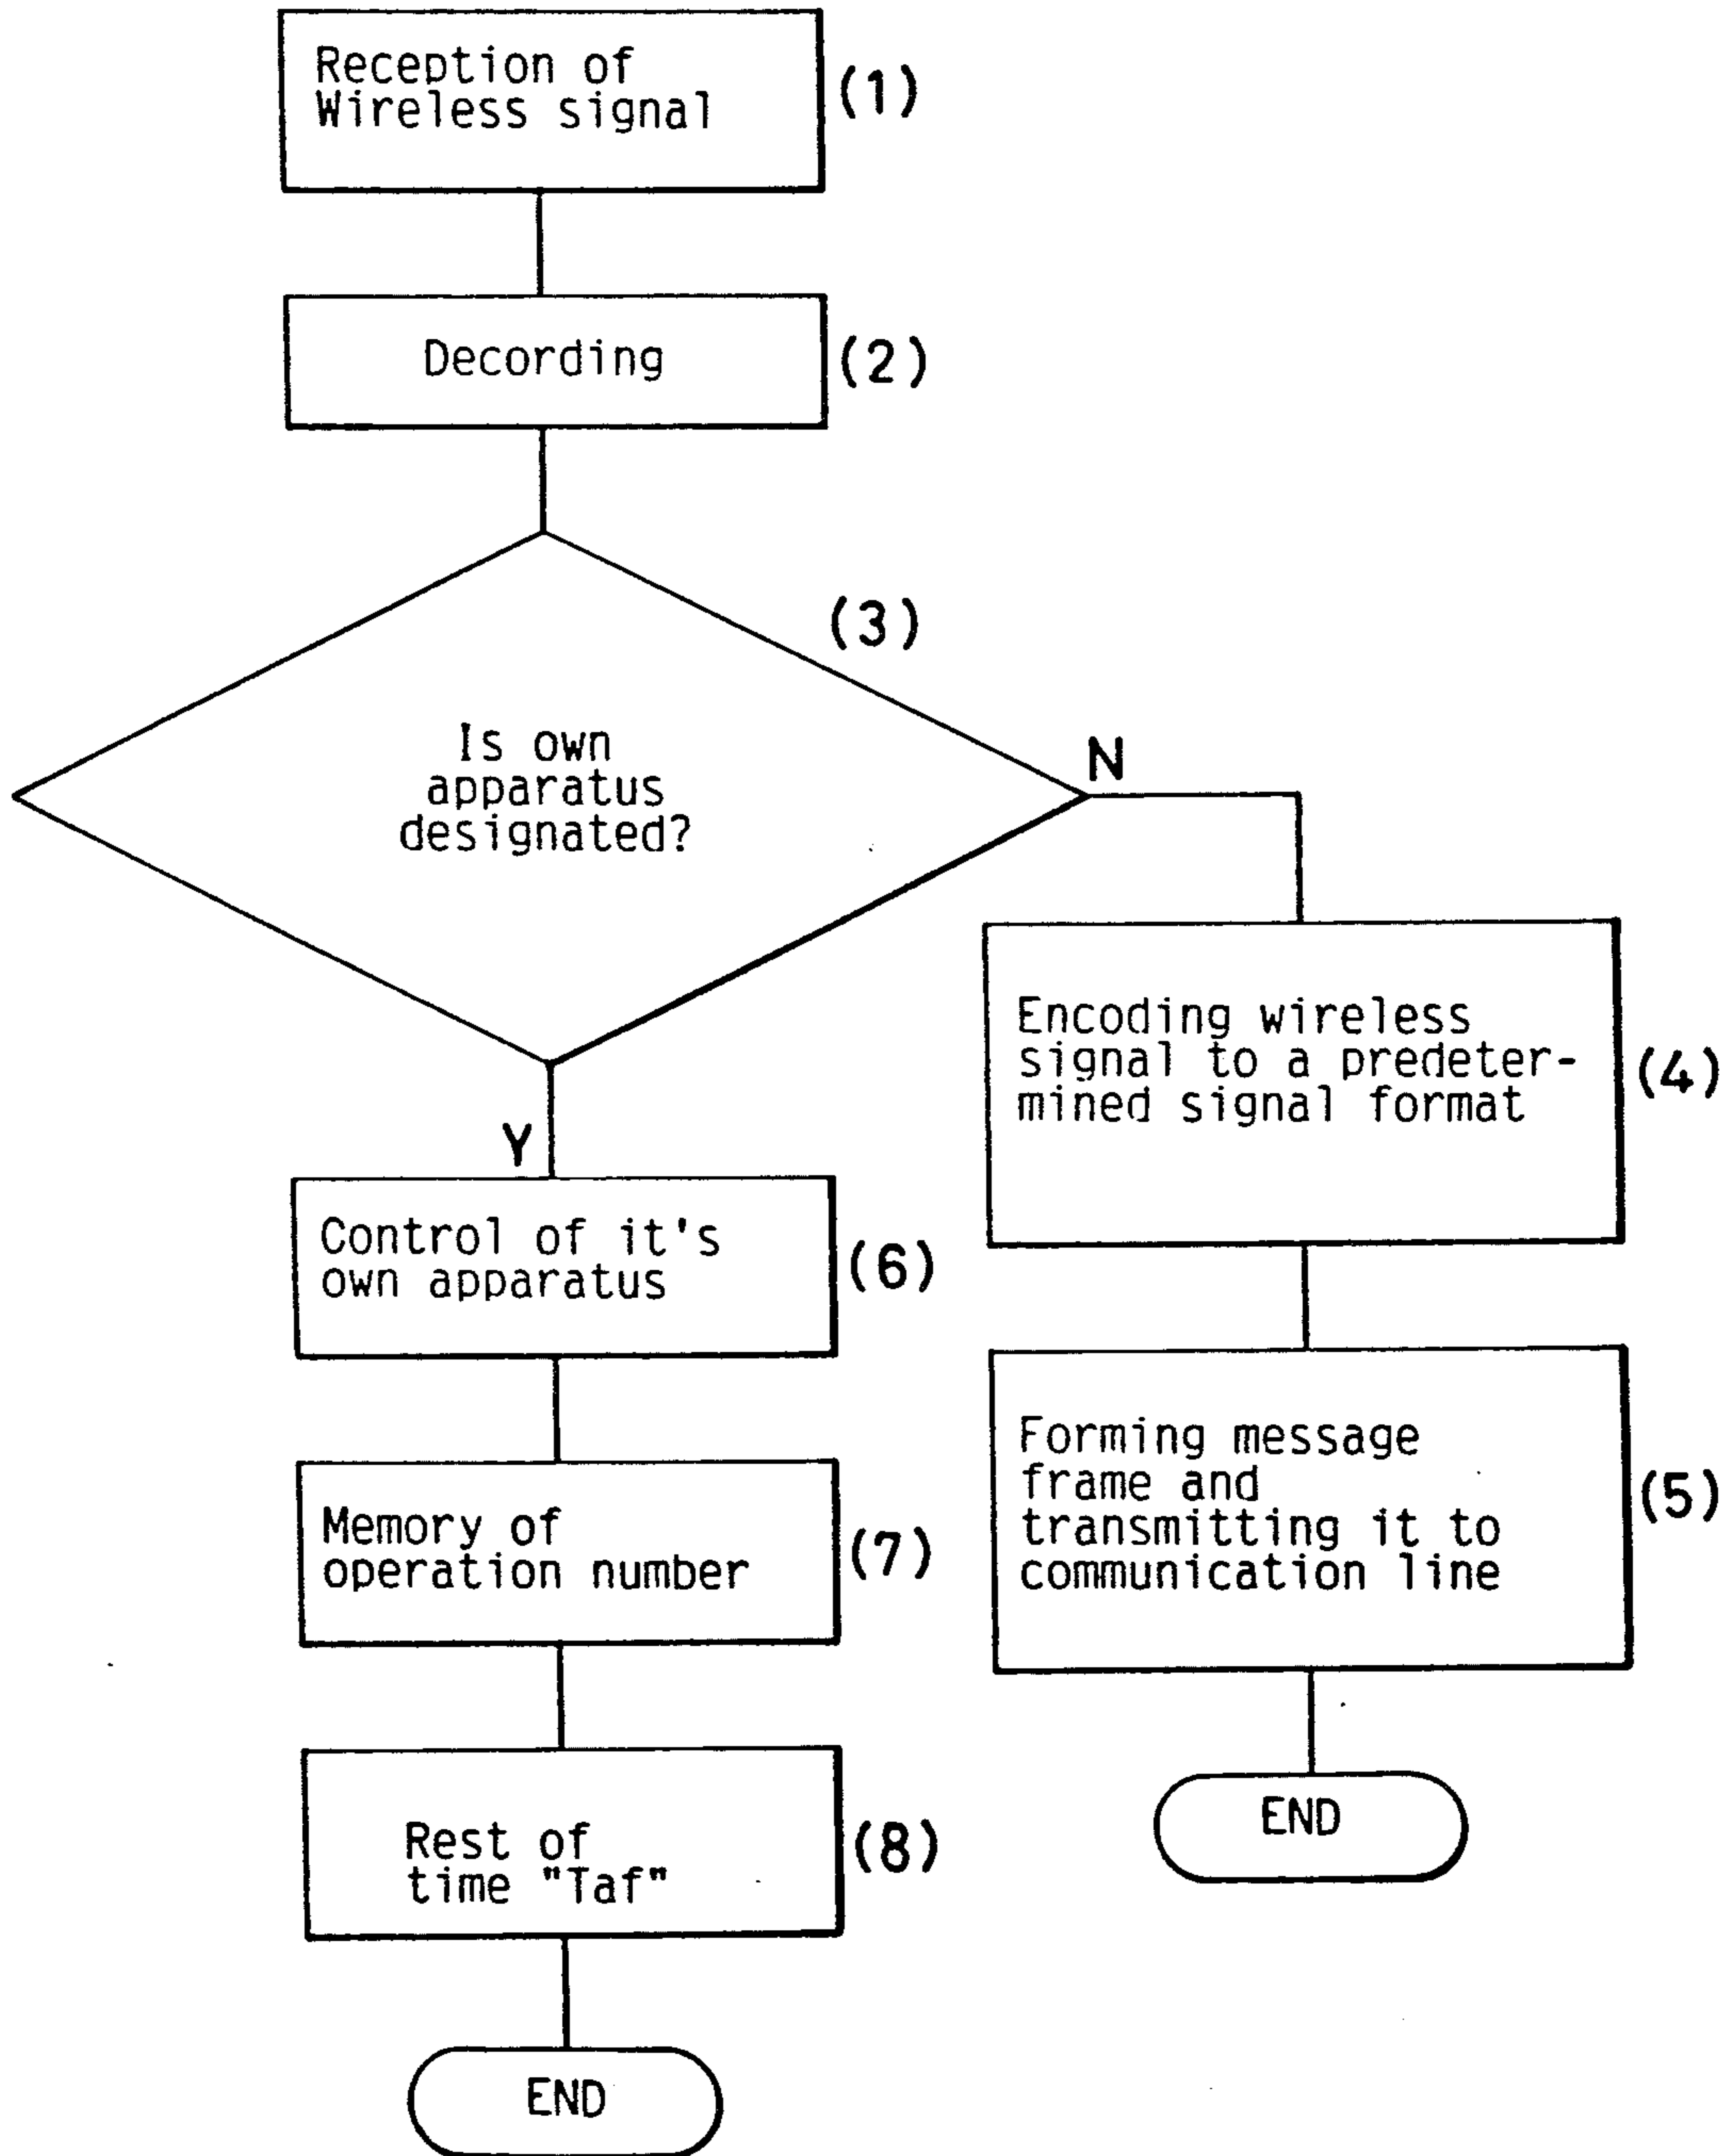 Reception of
Wireless signal
(1)
Decording
(2)
(3)
Is own
apparatus
designated?
N
Y
Encoding wireless
signal to a predeter-
mined signal format
(4)
Forming message
frame and
transmitting it to
communication line
(5)
END
Control of it's
own apparatus
(6)
Memory of
operation number
(7)
Rest of
time "Taf"
(8)
END